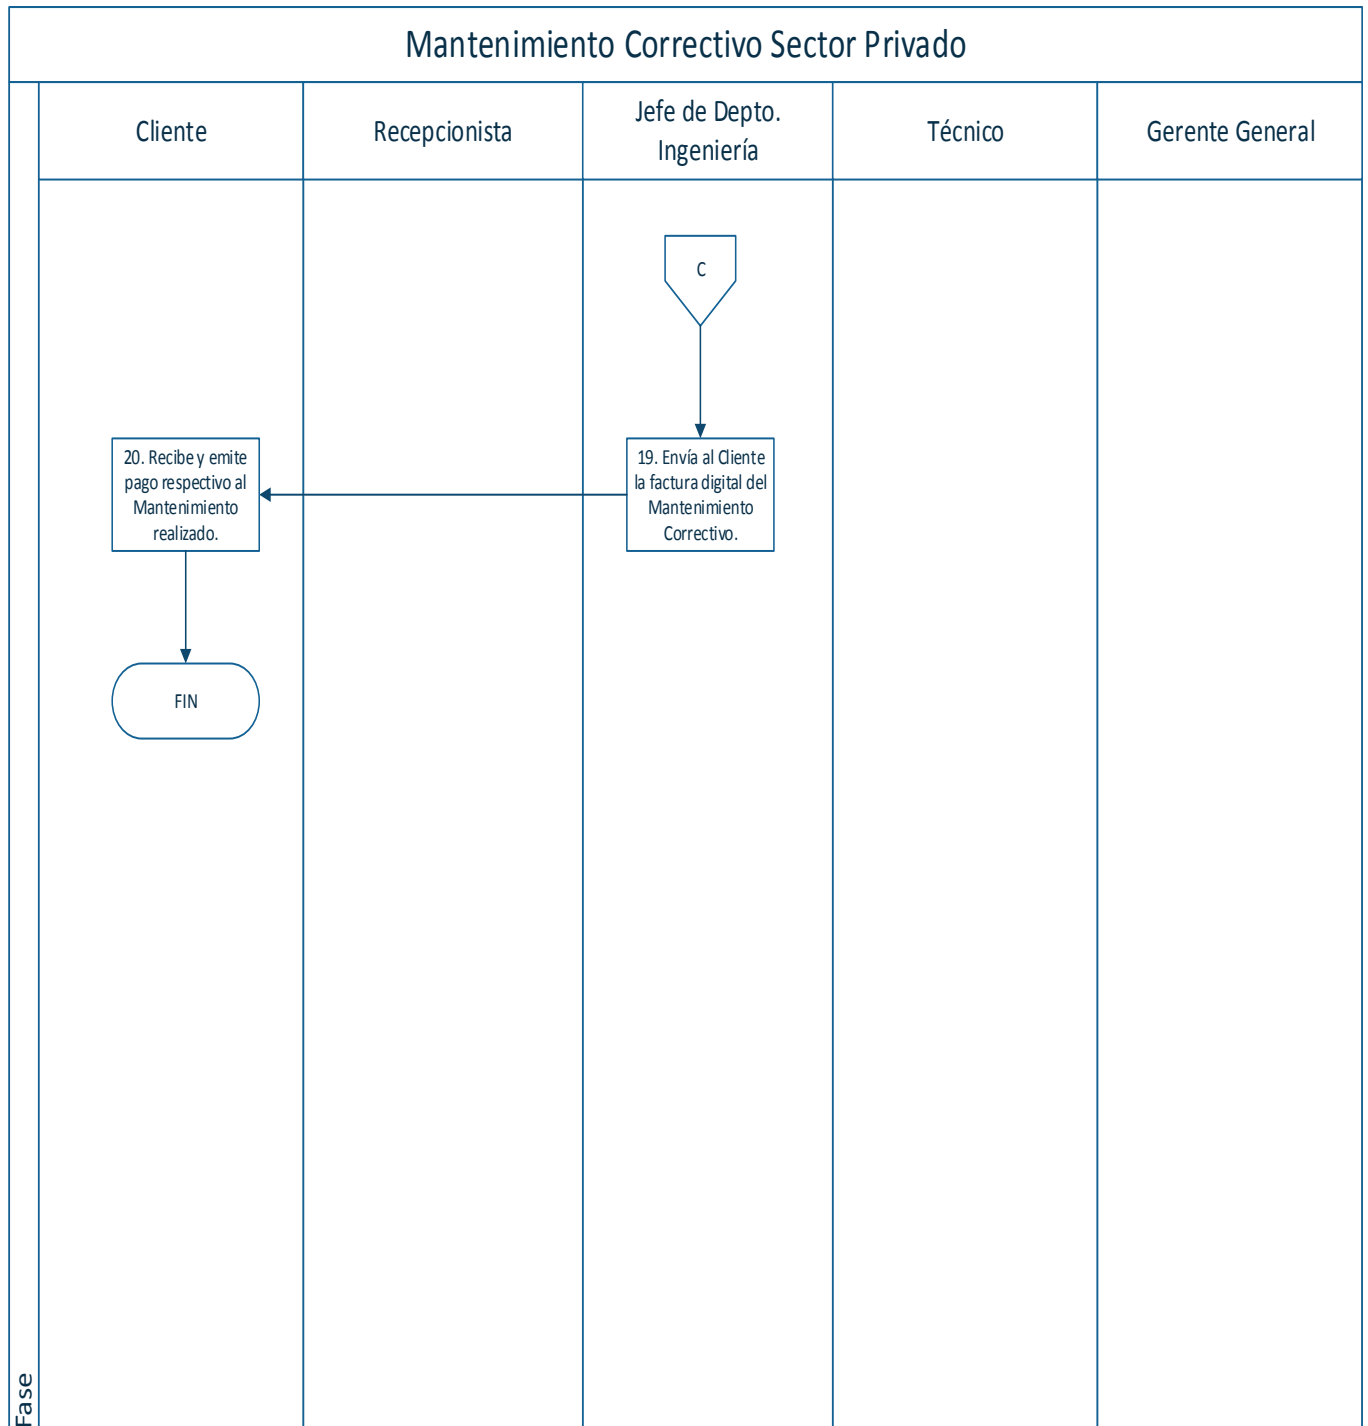 Mantenimiento Correctivo Sector Privado
Cliente
Recepcionista
Jefe de Depto.
Ingeniería
Técnico
Gerente General
C
20. Recibe y emite
pago respectivo al
Mantenimiento
realizado.
19. Envía al Cliente
la factura digital del
Mantenimiento
Correctivo.
FIN
Fase